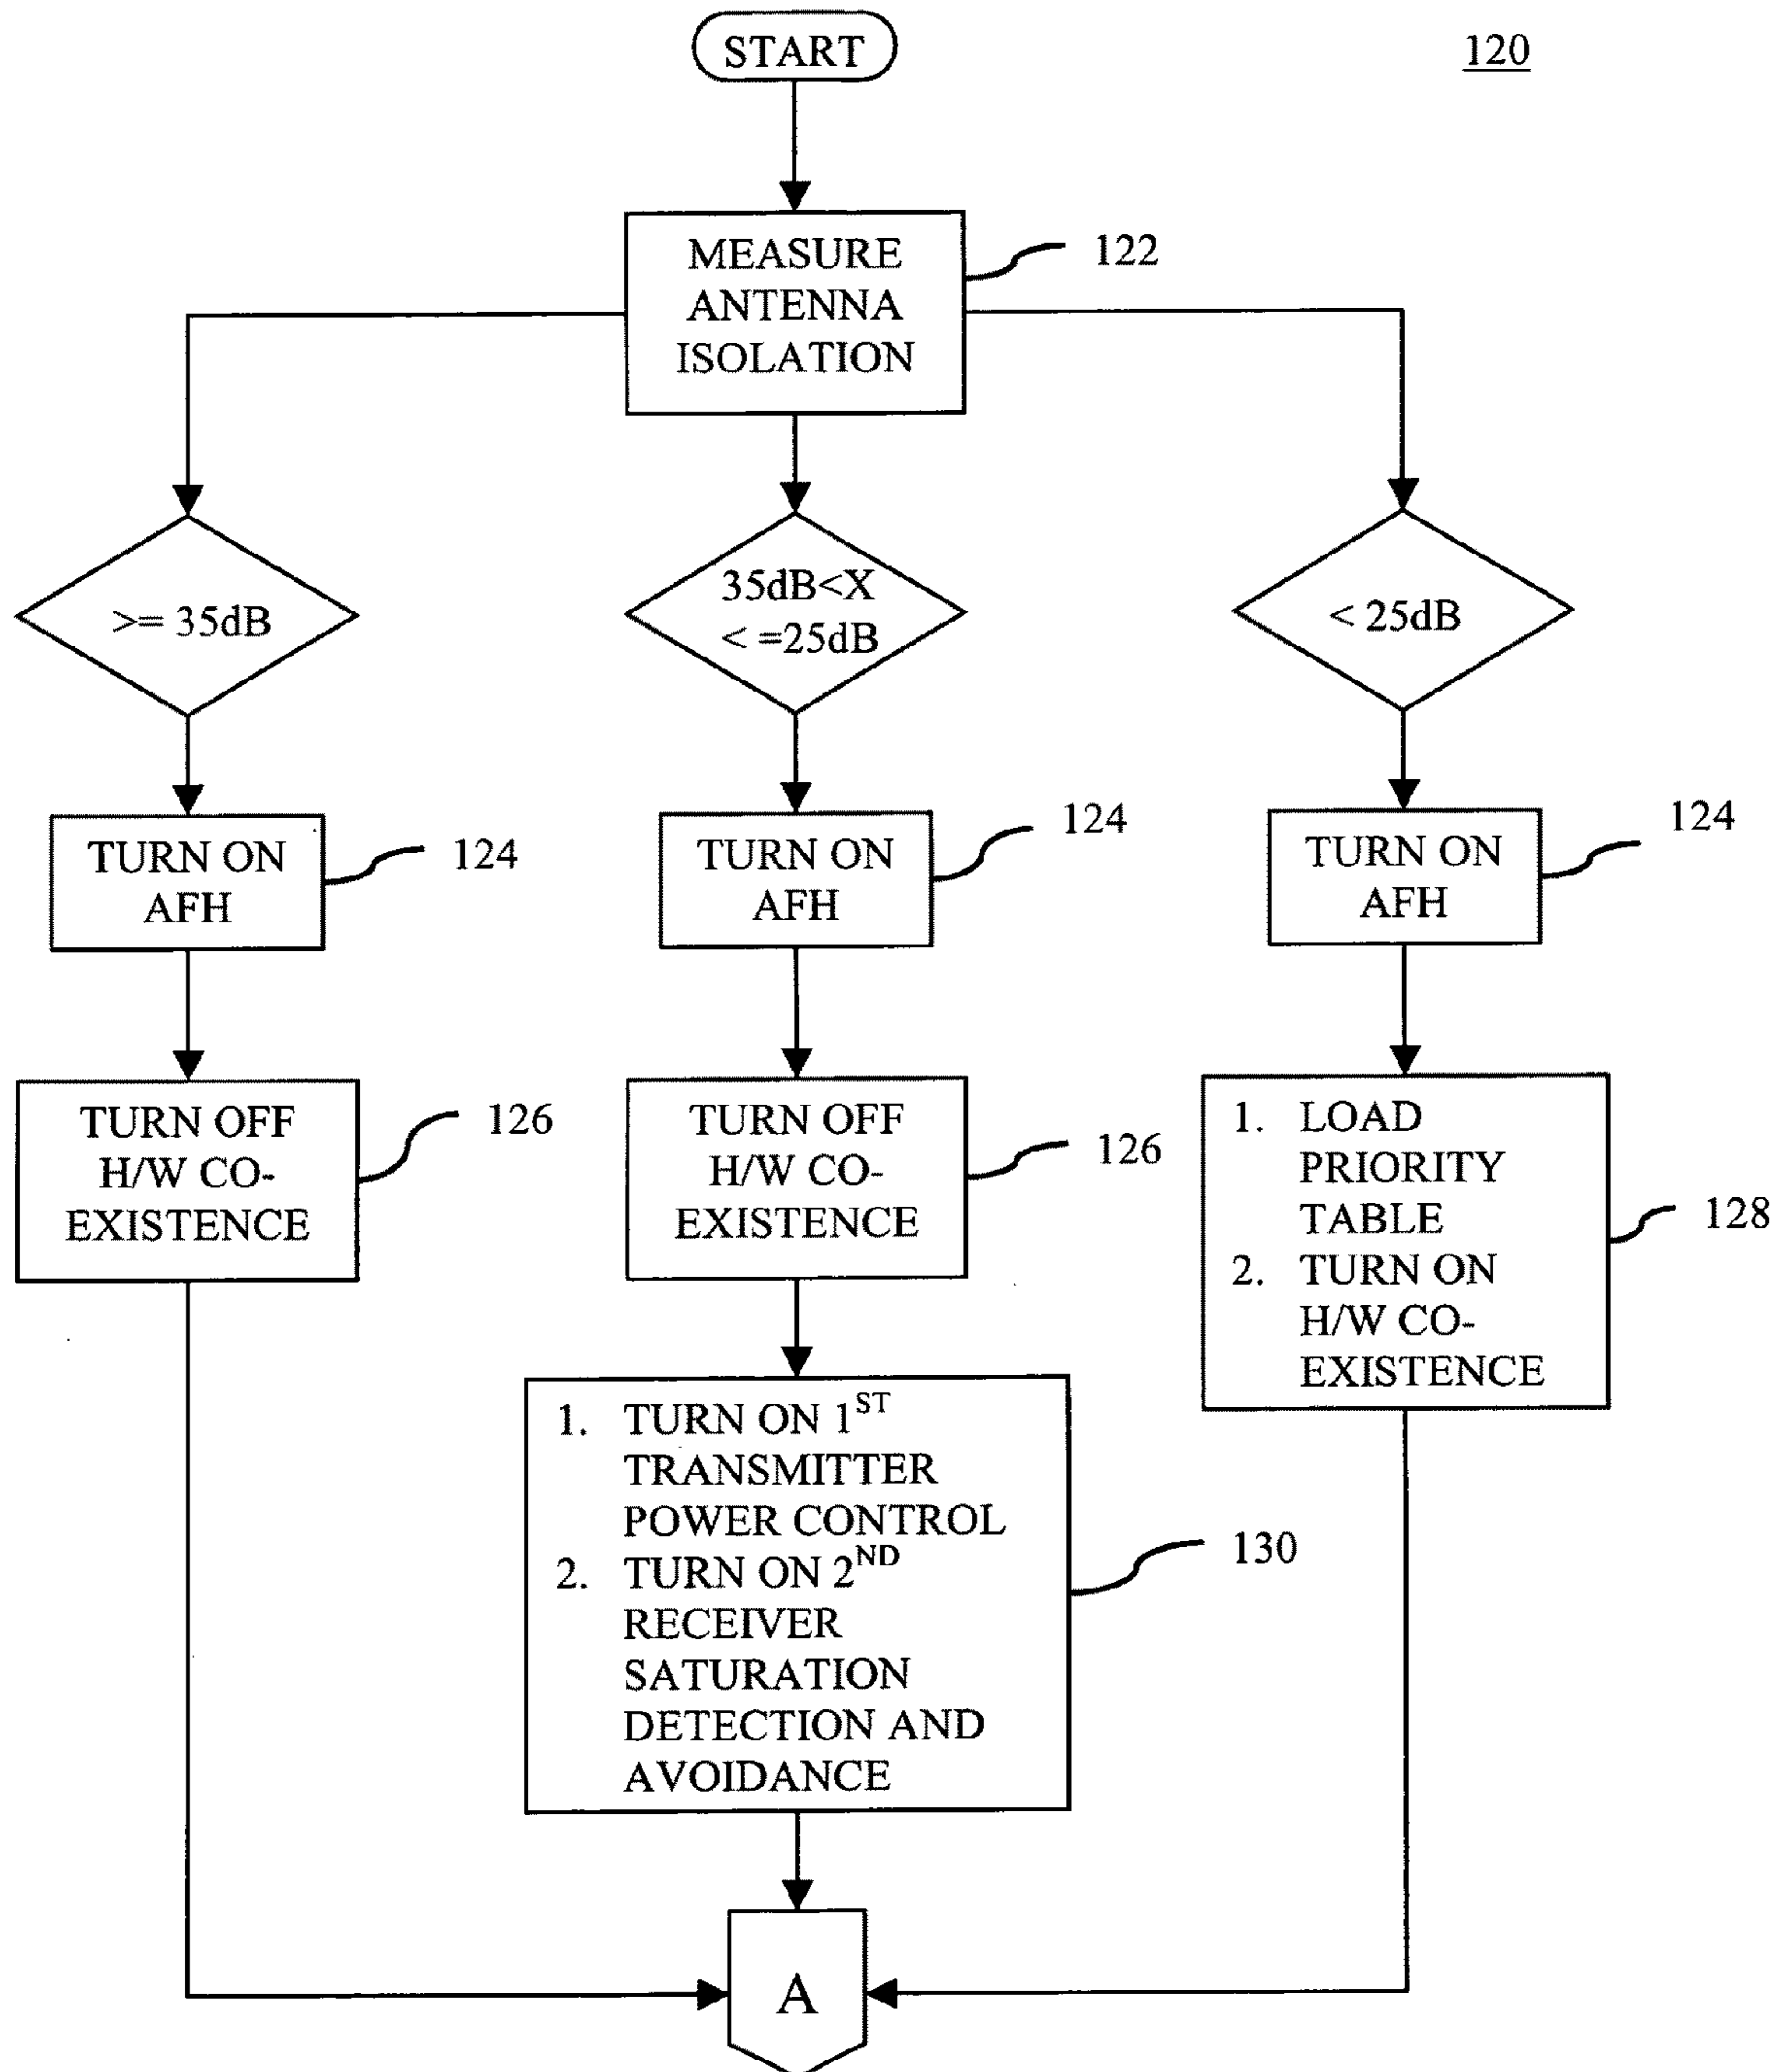 START
120
MEASURE
ANTENNA
ISOLATION
122
>= 35dB
35dB<X
< =25dB
< 25dB
TURN ON
AFH
124
TURN ON
AFH
124
TURN ON
AFH
124
TURN OFF
H/W CO-
EXISTENCE
126
TURN OFF
H/W CO-
EXISTENCE
126
1. LOAD
PRIORITY
TABLE
2. TURN ON
H/W CO-
EXISTENCE
128
1. TURN ON 1ST
TRANSMITTER
POWER CONTROL
2. TURN ON 2ND
RECEIVER
SATURATION
DETECTION AND
AVOIDANCE
130
A